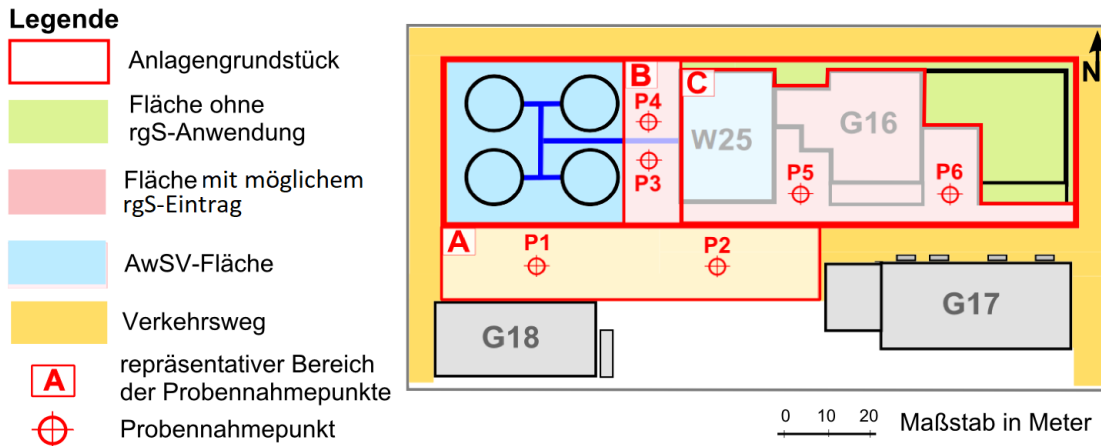 Legende
Anlagengrundstück
Fläche ohne
rgS-Anwendung
Fläche mit möglichem
rgS-Eintrag
AwSV-Fläche
Verkehrsweg
A
repräsentativer Bereich
der Probennahmepunkte
Probennahmepunkt
N
B
C
P4
P3
W25
G16
P5
P6
A
P1
P2
G18
G17
0 10 20
Maßstab in Meter